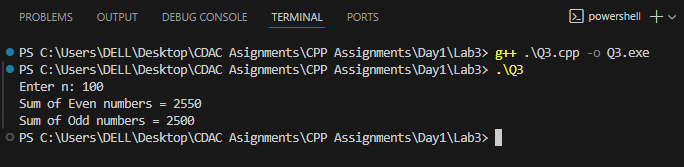 PROBLEMS OUTPUT DEBUG CONSOLE TERMINAL PORTS powershell
PS C:\Users\DELL\Desktop\CDAC Asignments\CPP Assignments\Day1\Lab3> g++ .\Q3.cpp -o Q3.exe
PS C:\Users\DELL\Desktop\CDAC Asignments\CPP Assignments\Day1\Lab3> .\Q3
Enter n: 100
Sum of Even numbers = 2550
Sum of Odd numbers = 2500
PS C:\Users\DELL\Desktop\CDAC Asignments\CPP Assignments\Day1\Lab3>